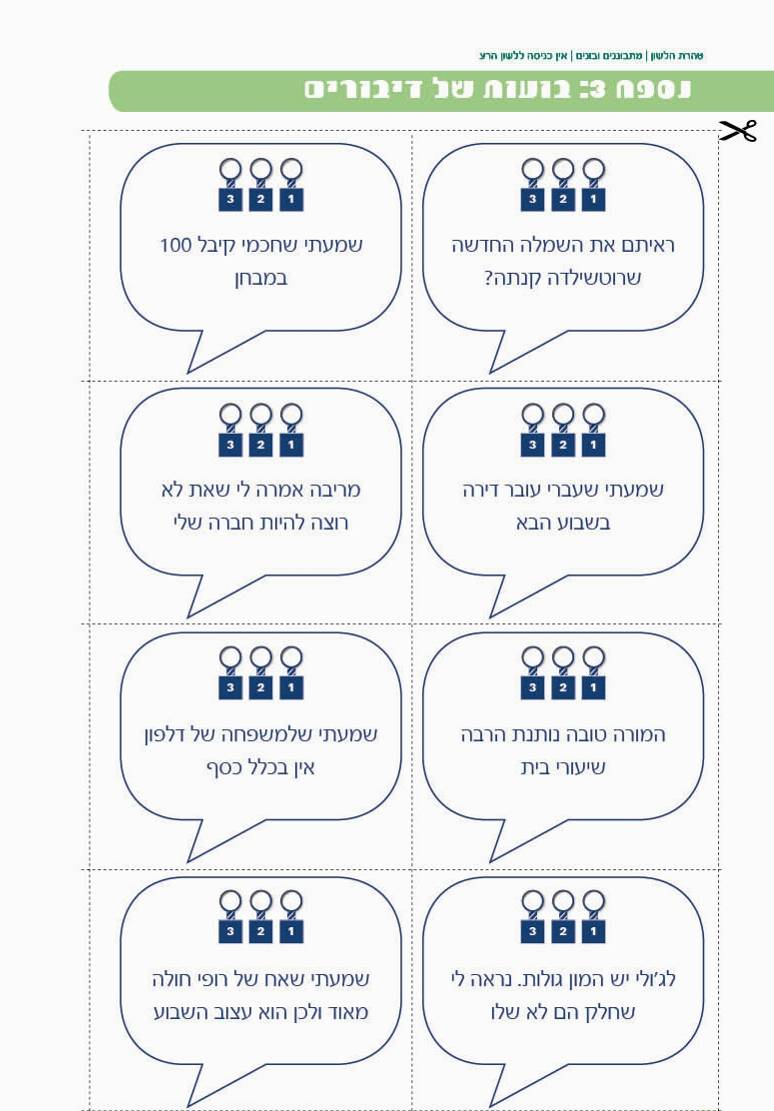 טהרת הלשון | מתבוננים ובונים | אין כניסה ללשון הרע
נספח 3: בועות של דיבורים
1 2 3
ראיתם את השמלה החדשה
שרוטשילדה קנתה?
1 2 3
שמעתי שחכמי קיבל 100
במבחן
1 2 3
שמעתי שעברי עובר דירה
בשבוע הבא
1 2 3
מריבה אמרה לי שאת לא
רוצה להיות חברה שלי
1 2 3
המורה טובה נותנת הרבה
שיעורי בית
1 2 3
שמעתי שלמשפחה של דלפון
אין בכלל כסף
1 2 3
לג'ולי יש המון גולות. נראה לי
שחלק הם לא שלו
1 2 3
שמעתי שאח של רופי חולה
מאוד ולכן הוא עצוב השבוע